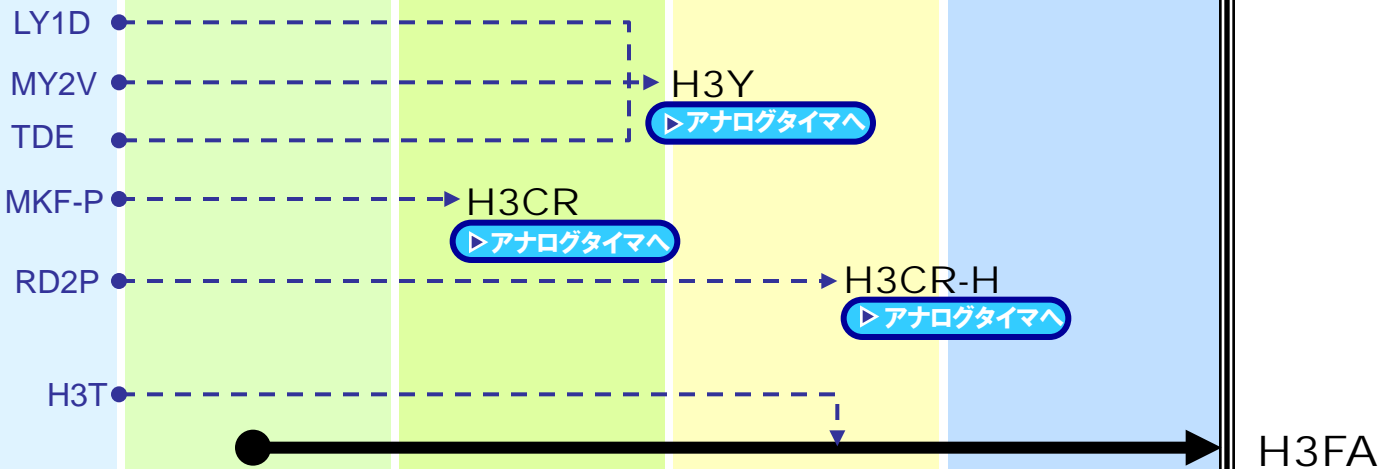 LY1D
MY2V
H3Y
アナログタイマへ
TDE
MKF-P
H3CR
アナログタイマへ
RD2P
H3CR-H
アナログタイマへ
H3T
H3FA